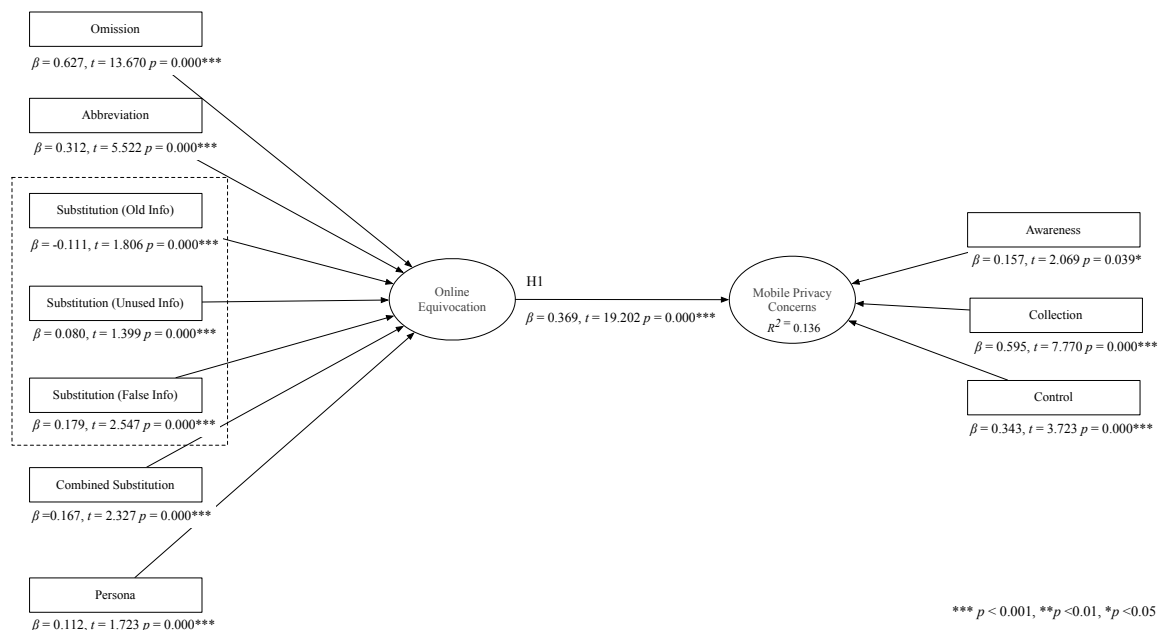 Omission
β = 0.627, t = 13.670 p = 0.000***
Abbreviation
β = 0.312, t = 5.522 p = 0.000***
Substitution (Old Info)
β = -0.111, t = 1.806 p = 0.000***
Substitution (Unused Info)
β = 0.080, t = 1.399 p = 0.000***
Substitution (False Info)
β = 0.179, t = 2.547 p = 0.000***
Combined Substitution
β =0.167, t = 2.327 p = 0.000***
Persona
β = 0.112, t = 1.723 p = 0.000***
Online
Equivocation
H1
β = 0.369, t = 19.202 p = 0.000***
Mobile Privacy
Concerns
R² = 0.136
Awareness
β = 0.157, t = 2.069 p = 0.039*
Collection
β = 0.595, t = 7.770 p = 0.000***
Control
β = 0.343, t = 3.723 p = 0.000***
*** p < 0.001, **p <0.01, *p <0.05